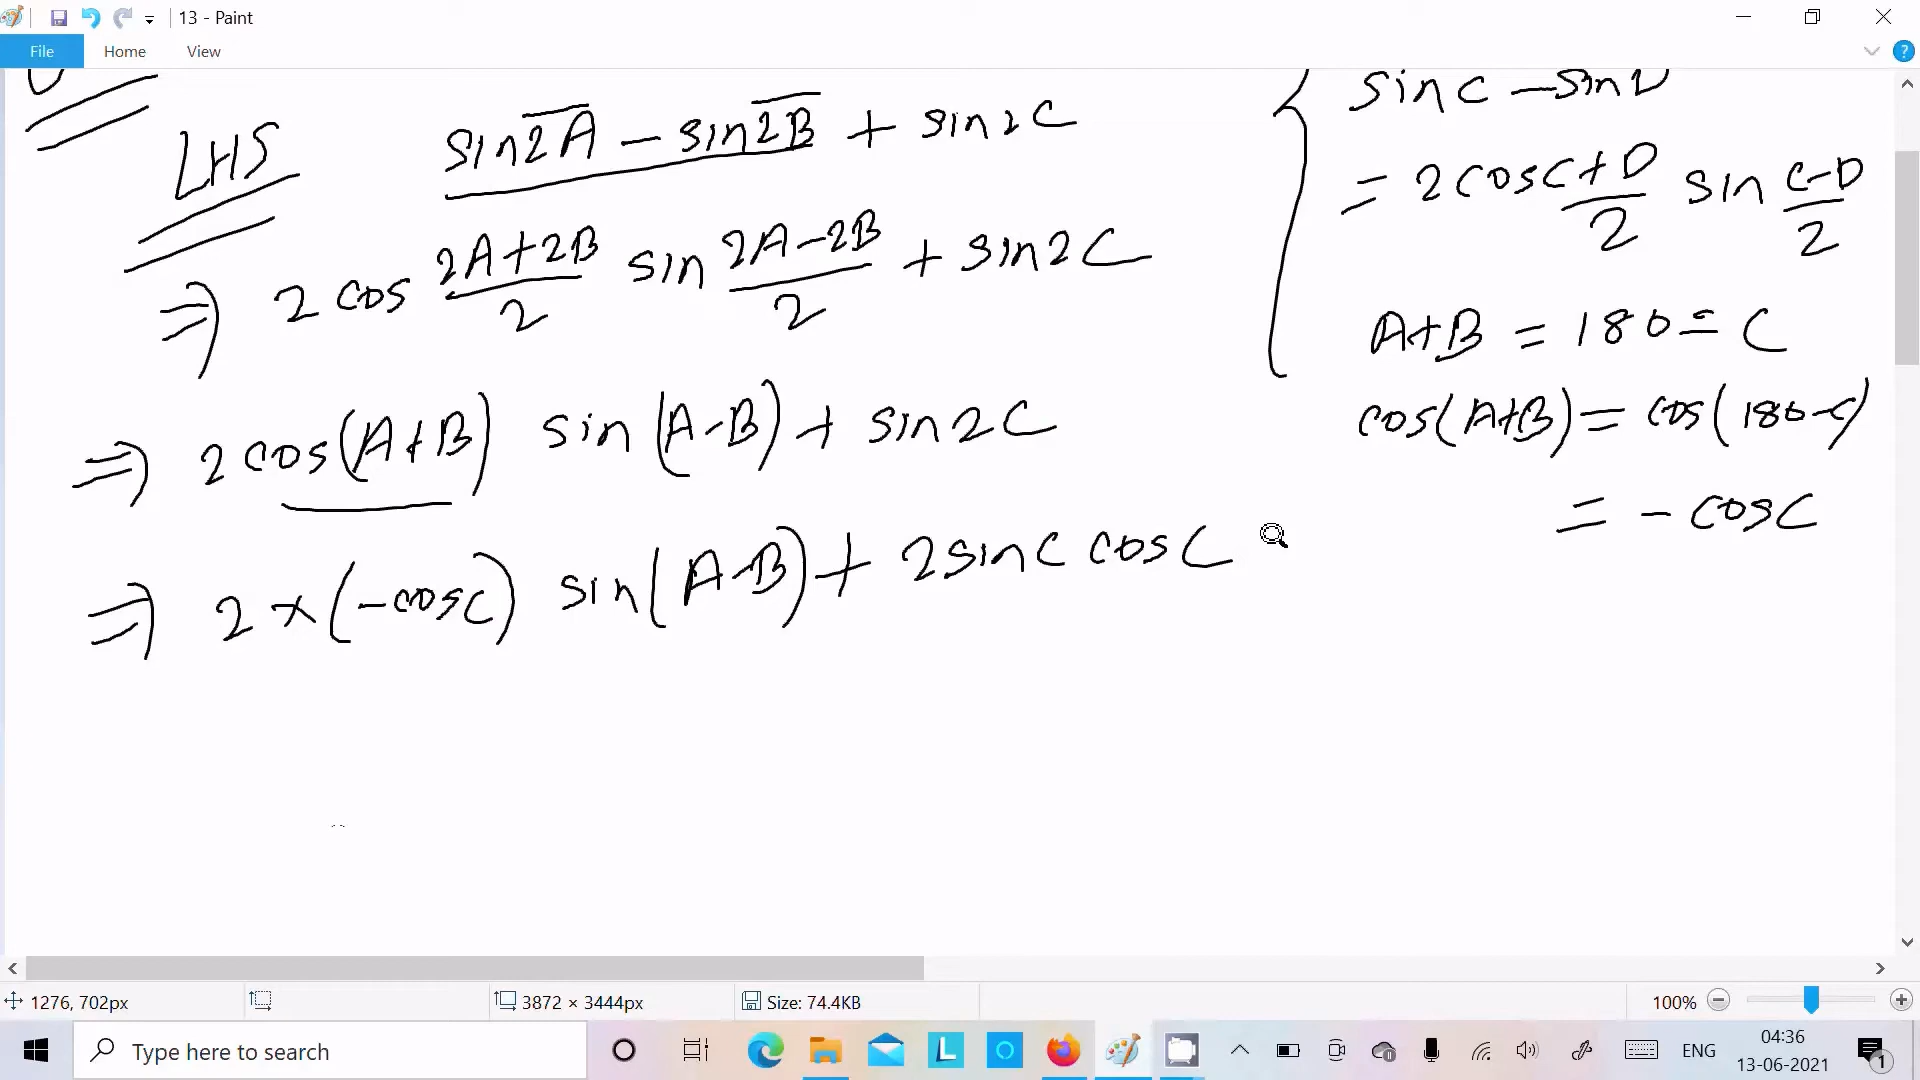 13 - Paint
File Home View
LHS sin2A - sin2B + sin2C
⇒ 2 cos (2A+2B)/2 sin (2A-2B)/2 + sin2C
⇒ 2cos(A+B) sin(A-B) + sin2C
⇒ 2 × (-cosC) sin(A-B) + 2sinC cosC
sinC - sinD
= 2cos (C+D)/2 sin (C-D)/2
A+B = 180 - C
cos(A+B) = cos(180-C)
= - cosC
1276, 702px 3872 × 3444px Size: 74.4KB 100%
Type here to search ENG 04:36
13-06-2021 1